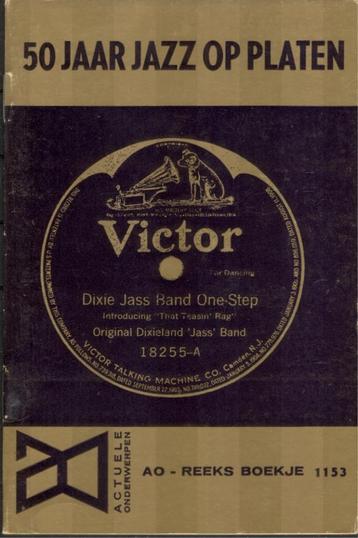 50 JAAR JAZZ OP PLATEN
Victor
For Dancing
Dixie Jass Band One-Step
Introducing "That Teasin' Rag"
Original Dixieland 'Jass' Band
18255-A
VICTOR TALKING MACHINE CO. Camden, N.J.
ACTUELE
ONDERWERPEN
AO - REEKS BOEKJE 1153